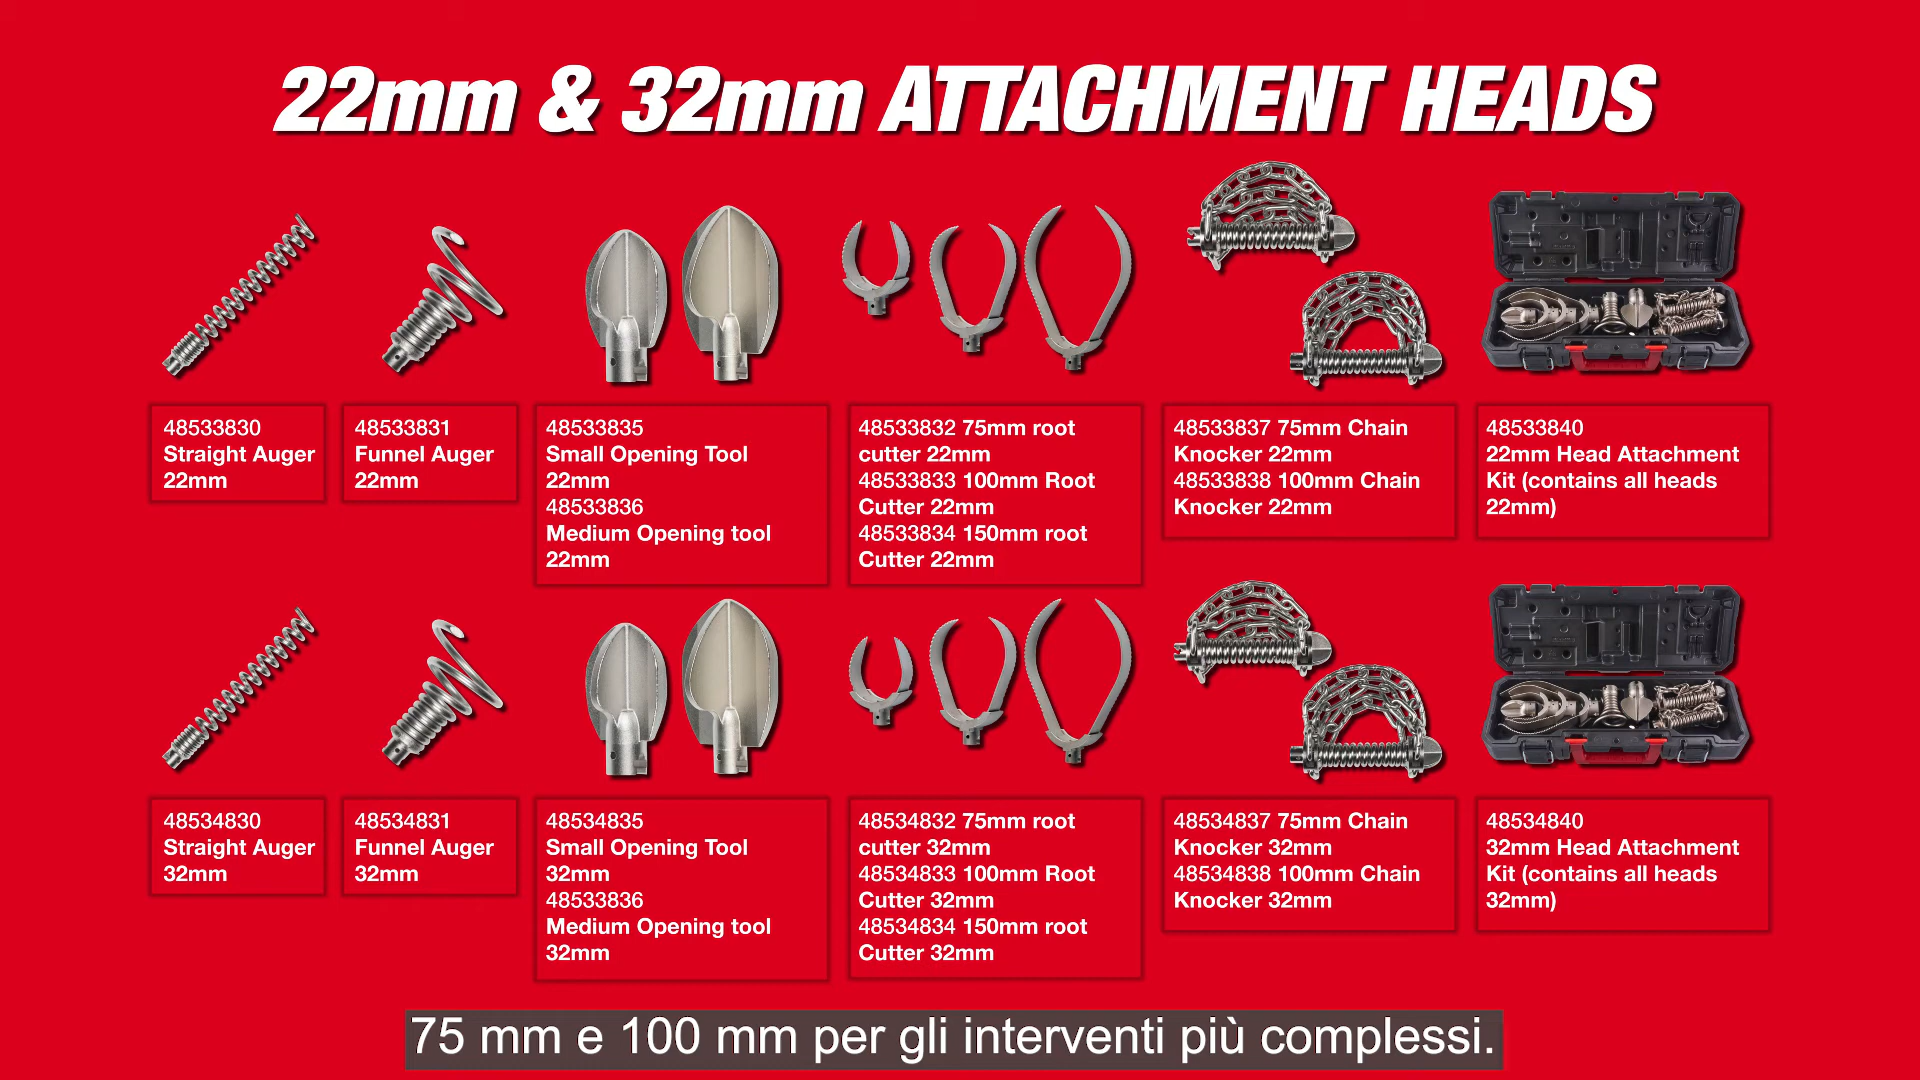 22mm & 32mm ATTACHMENT HEADS
48533830
Straight Auger
22mm
48533831
Funnel Auger
22mm
48533835
Small Opening Tool
22mm
48533836
Medium Opening tool
22mm
48533832 75mm root
cutter 22mm
48533833 100mm Root
Cutter 22mm
48533834 150mm root
Cutter 22mm
48533837 75mm Chain
Knocker 22mm
48533838 100mm Chain
Knocker 22mm
48533840
22mm Head Attachment
Kit (contains all heads
22mm)
48534830
Straight Auger
32mm
48534831
Funnel Auger
32mm
48534835
Small Opening Tool
32mm
48533836
Medium Opening tool
32mm
48534832 75mm root
cutter 32mm
48534833 100mm Root
Cutter 32mm
48534834 150mm root
Cutter 32mm
48534837 75mm Chain
Knocker 32mm
48534838 100mm Chain
Knocker 32mm
48534840
32mm Head Attachment
Kit (contains all heads
32mm)
75 mm e 100 mm per gli interventi più complessi.